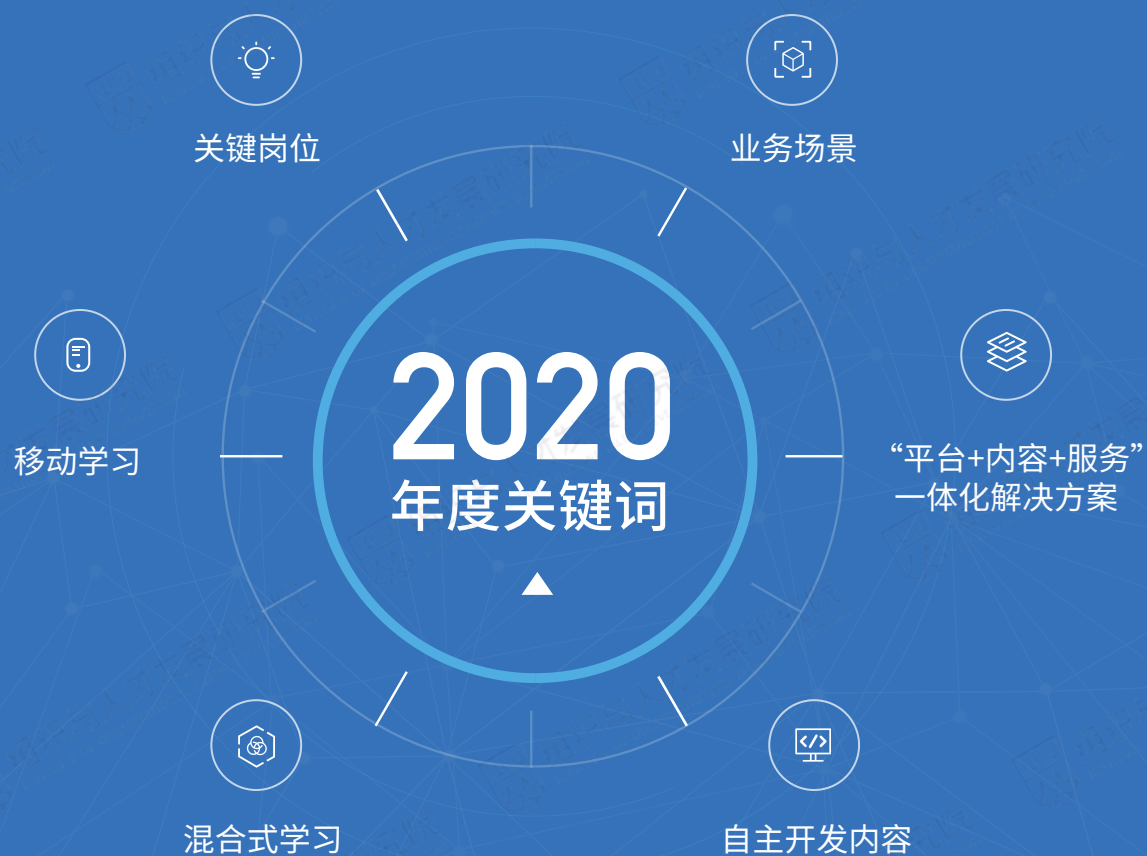 关键岗位
业务场景
移动学习
2020
年度关键词
“平台+内容+服务”
一体化解决方案
混合式学习
自主开发内容